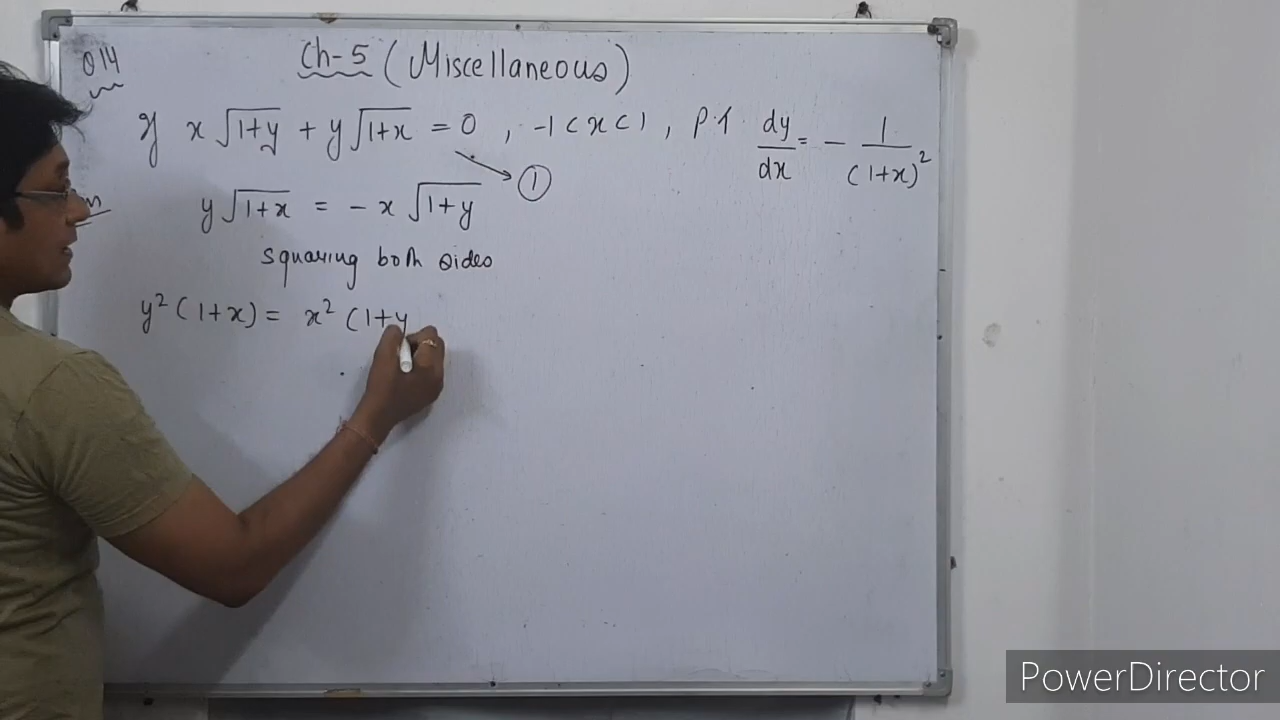 Q14
Ch-5 (Miscellaneous)
If x √1+y + y √1+x = 0 , -1 < x < 1 , P.T dy/dx = - 1/(1+x)²
①
y √1+x = - x √1+y
squaring both sides
y² (1+x) = x² (1+y
PowerDirector